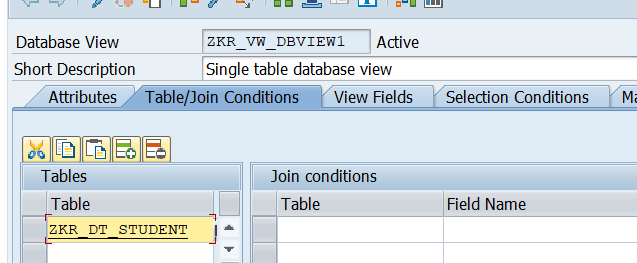 Database View ZKR_VW_DBVIEW1 Active
Short Description Single table database view
Attributes Table/Join Conditions View Fields Selection Conditions
Tables Join conditions
Table Table Field Name
ZKR_DT_STUDENT